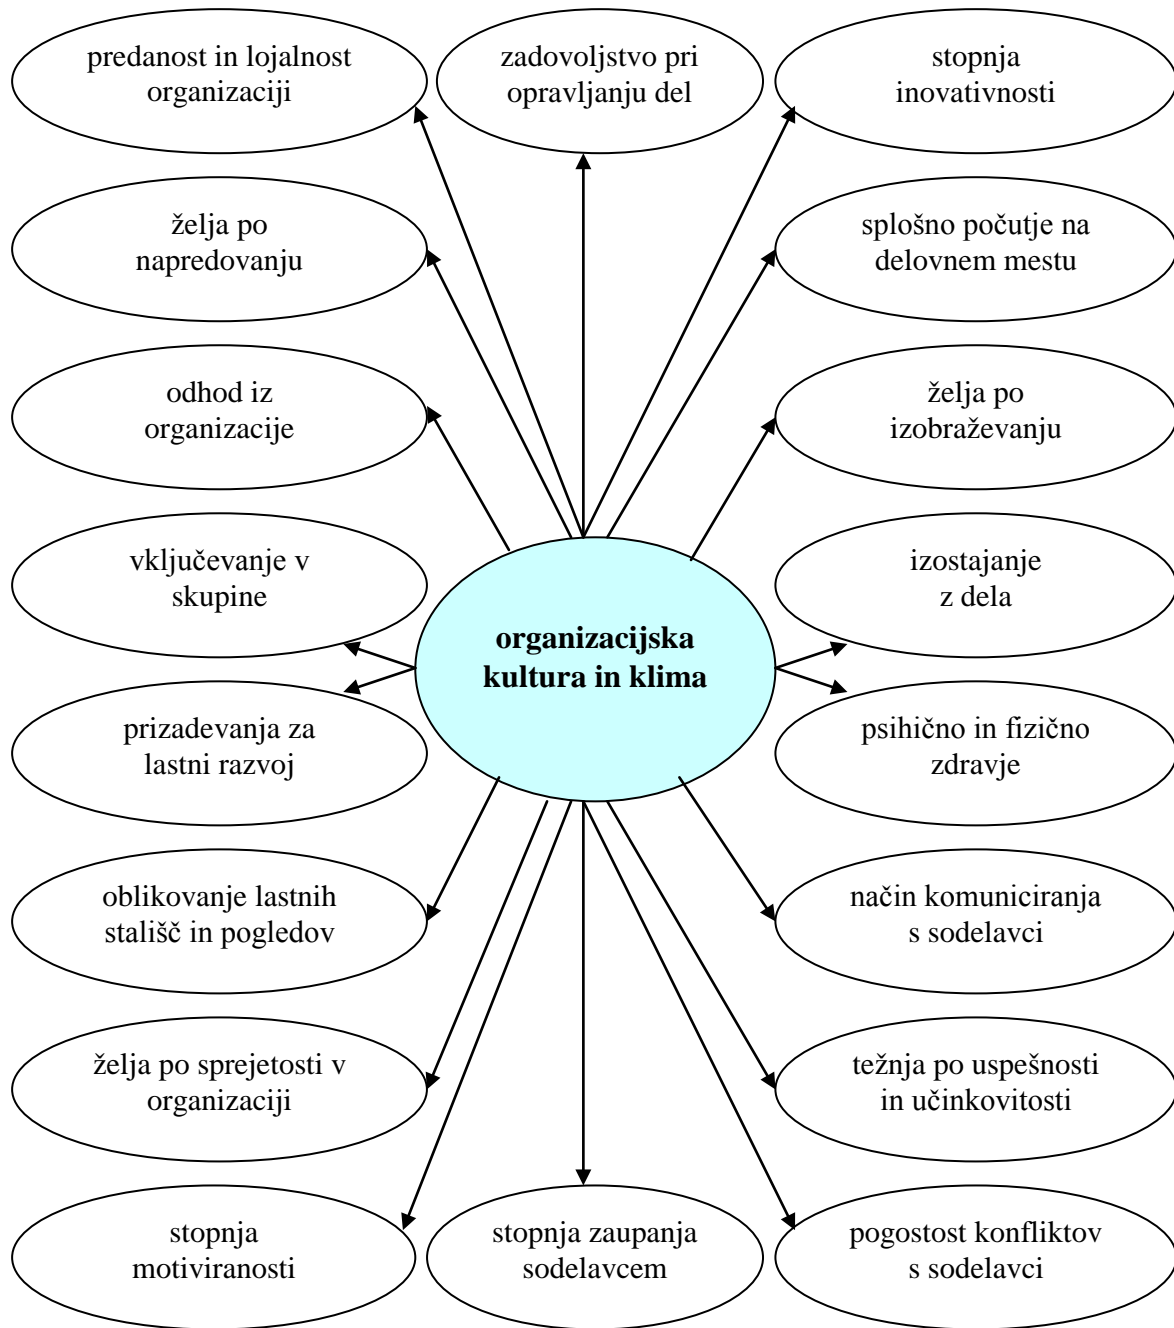 predanost in lojalnost
organizaciji
zadovoljstvo pri
opravljanju del
stopnja
inovativnosti
želja po
napredovanju
splošno počutje na
delovnem mestu
odhod iz
organizacije
želja po
izobraževanju
vključevanje v
skupine
izostajanje
z dela
organizacijska
kultura in klima
prizadevanja za
lastni razvoj
psihično in fizično
zdravje
oblikovanje lastnih
stališč in pogledov
način komuniciranja
s sodelavci
želja po sprejetosti v
organizaciji
težnja po uspešnosti
in učinkovitosti
stopnja
motiviranosti
stopnja zaupanja
sodelavcem
pogostost konfliktov
s sodelavci